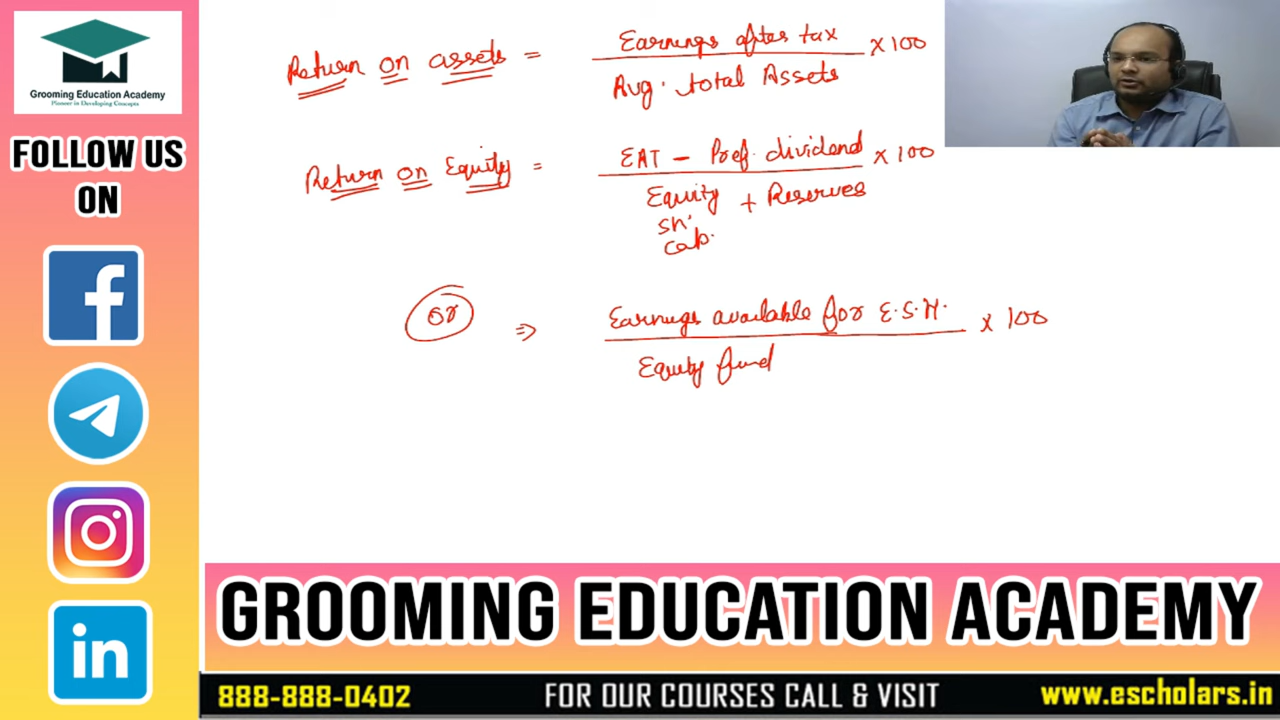 Grooming Education Academy
Pioneer in Developing Concepts
FOLLOW US
ON
Return on assets = Earnings after tax × 100
Avg. total Assets
Return on Equity = EAT - Pref. dividend × 100
Equity + Reserves
sh.
cap.
or ⇒ Earnings available for E.S.H. × 100
Equity fund
GROOMING EDUCATION ACADEMY
888-888-0402 FOR OUR COURSES CALL & VISIT www.escholars.in